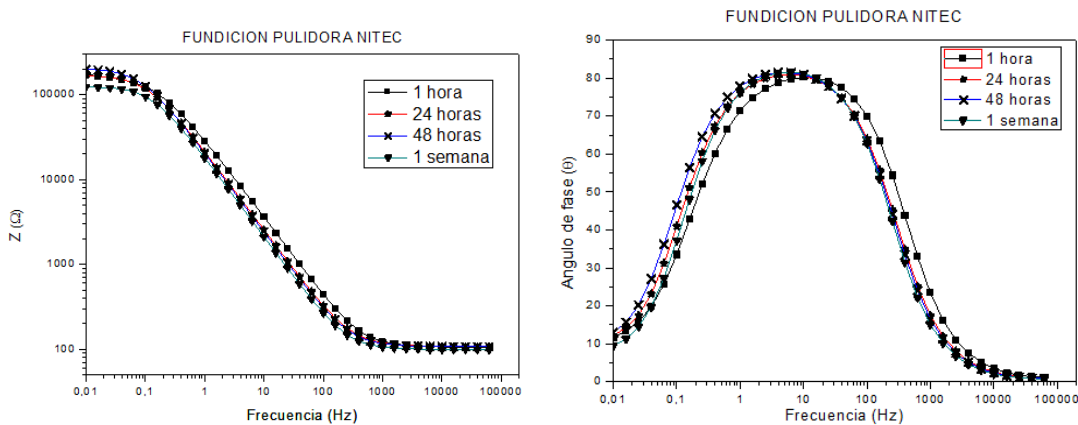 FUNDICION PULIDORA NITEC
100000
10000
1000
100
Z (Ω)
0,01 0,1 1 10 100 1000 10000 100000
Frecuencia (Hz)
1 hora
24 horas
48 horas
1 semana
FUNDICION PULIDORA NITEC
90
80
70
60
50
40
30
20
10
0
Angulo de fase (θ)
0,01 0,1 1 10 100 1000 10000 100000
Frecuencia (Hz)
1 hora
24 horas
48 horas
1 semana